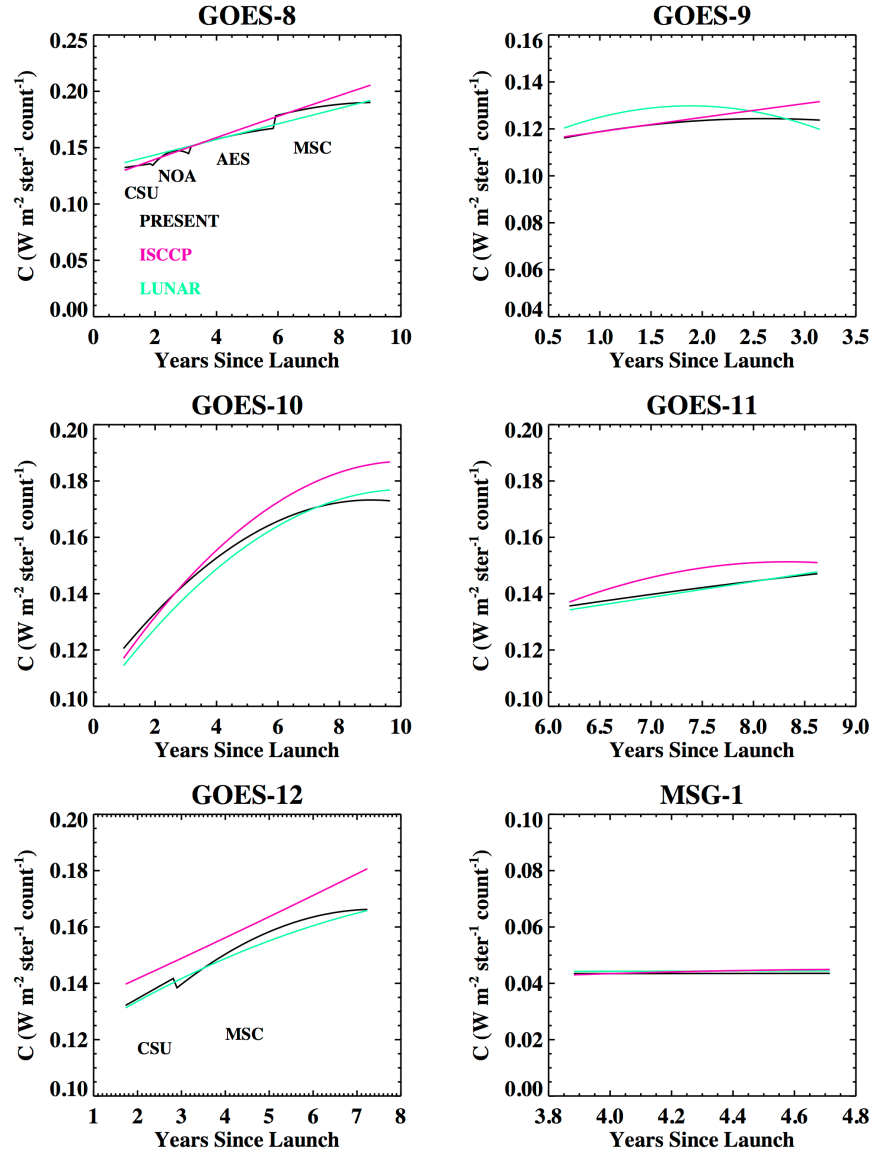 GOES-8
C (W m-2 ster-1 count-1)
0.25
0.20
0.15
0.10
0.05
0.00
CSU
NOA
AES
MSC
PRESENT
ISCCP
LUNAR
0 2 4 6 8 10
Years Since Launch
GOES-9
C (W m-2 ster-1 count-1)
0.16
0.14
0.12
0.10
0.08
0.06
0.04
0.5 1.0 1.5 2.0 2.5 3.0 3.5
Years Since Launch
GOES-10
C (W m-2 ster-1 count-1)
0.20
0.18
0.16
0.14
0.12
0.10
0 2 4 6 8 10
Years Since Launch
GOES-11
C (W m-2 ster-1 count-1)
0.20
0.18
0.16
0.14
0.12
0.10
6.0 6.5 7.0 7.5 8.0 8.5 9.0
Years Since Launch
GOES-12
C (W m-2 ster-1 count-1)
0.20
0.18
0.16
0.14
0.12
0.10
CSU
MSC
1 2 3 4 5 6 7 8
Years Since Launch
MSG-1
C (W m-2 ster-1 count-1)
0.10
0.08
0.06
0.04
0.02
0.00
3.8 4.0 4.2 4.4 4.6 4.8
Years Since Launch